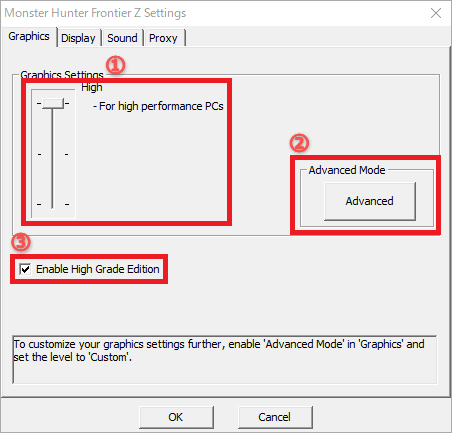 Monster Hunter Frontier Z Settings
Graphics Display Sound Proxy
①
Graphics Settings
High
- For high performance PCs
②
Advanced Mode
Advanced
③
Enable High Grade Edition
To customize your graphics settings further, enable 'Advanced Mode' in 'Graphics' and
set the level to 'Custom'.
OK Cancel